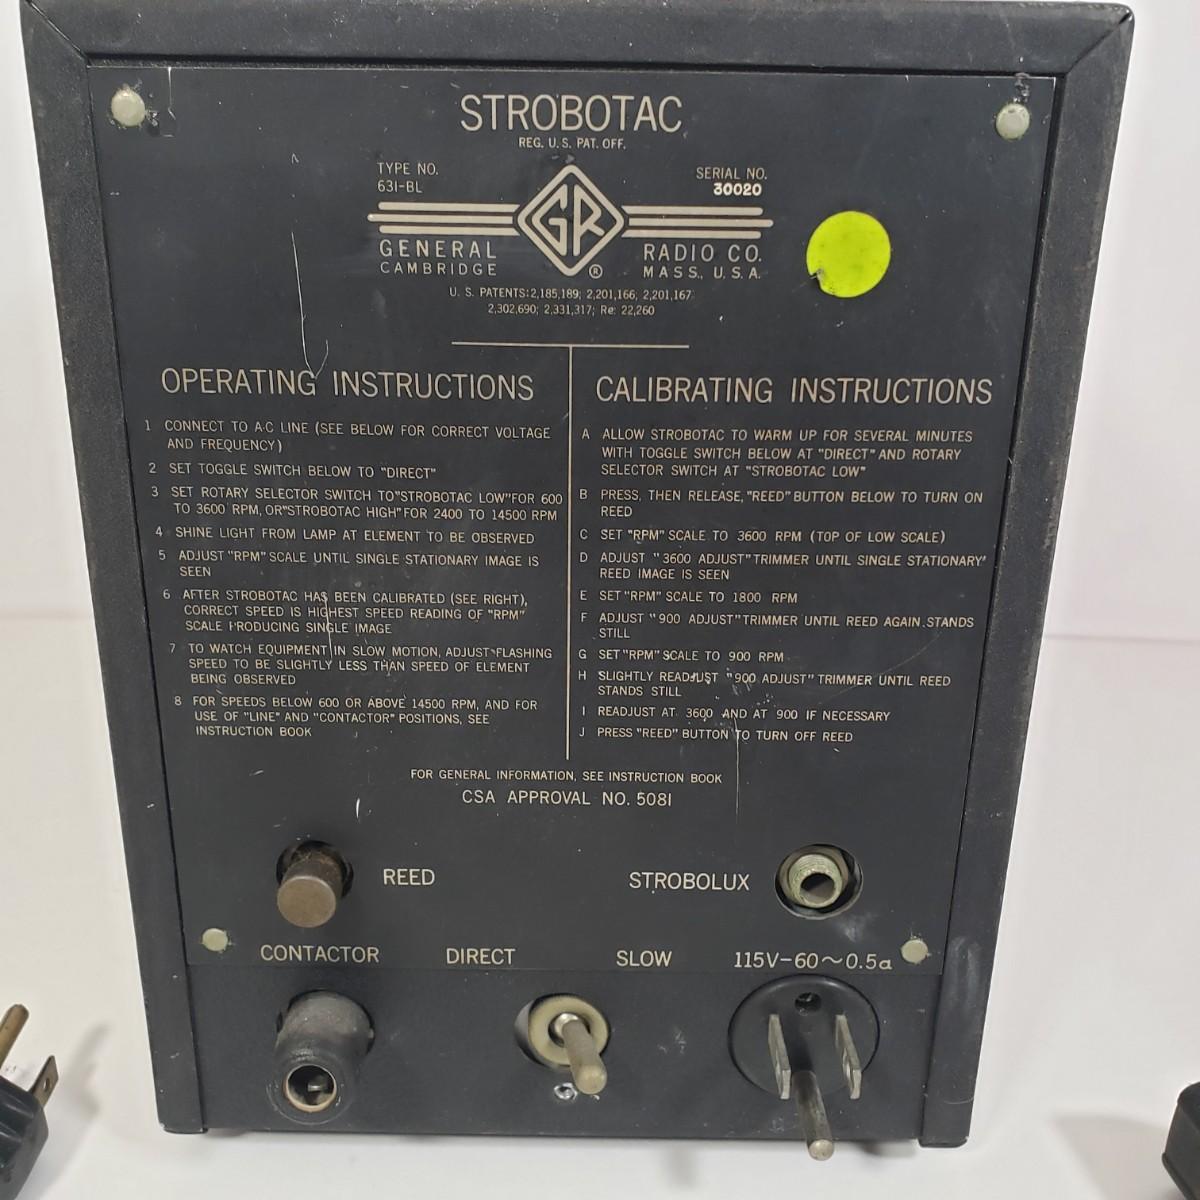 STROBOTAC
REG. U. S. PAT. OFF.
TYPE NO.
631-BL
SERIAL NO.
30020
GR
®
GENERAL
CAMBRIDGE
RADIO CO.
MASS., U.S.A.
U. S. PATENTS: 2,185,189; 2,201,166; 2,201,167
2,302,690; 2,331,317; Re: 22,260
OPERATING INSTRUCTIONS
1 CONNECT TO A-C LINE (SEE BELOW FOR CORRECT VOLTAGE
AND FREQUENCY)
2 SET TOGGLE SWITCH BELOW TO "DIRECT"
3 SET ROTARY SELECTOR SWITCH TO "STROBOTAC LOW" FOR 600
TO 3600 RPM, OR "STROBOTAC HIGH" FOR 2400 TO 14500 RPM
4 SHINE LIGHT FROM LAMP AT ELEMENT TO BE OBSERVED
5 ADJUST "RPM" SCALE UNTIL SINGLE STATIONARY IMAGE IS
SEEN
6 AFTER STROBOTAC HAS BEEN CALIBRATED (SEE RIGHT),
CORRECT SPEED IS HIGHEST SPEED READING OF "RPM"
SCALE PRODUCING SINGLE IMAGE
7 TO WATCH EQUIPMENT IN SLOW MOTION, ADJUST FLASHING
SPEED TO BE SLIGHTLY LESS THAN SPEED OF ELEMENT
BEING OBSERVED
8 FOR SPEEDS BELOW 600 OR ABOVE 14500 RPM, AND FOR
USE OF "LINE" AND "CONTACTOR" POSITIONS, SEE
INSTRUCTION BOOK
CALIBRATING INSTRUCTIONS
A ALLOW STROBOTAC TO WARM UP FOR SEVERAL MINUTES
WITH TOGGLE SWITCH BELOW AT "DIRECT" AND ROTARY
SELECTOR SWITCH AT "STROBOTAC LOW"
B PRESS, THEN RELEASE, "REED" BUTTON BELOW TO TURN ON
REED
C SET "RPM" SCALE TO 3600 RPM (TOP OF LOW SCALE)
D ADJUST "3600 ADJUST" TRIMMER UNTIL SINGLE STATIONARY
REED IMAGE IS SEEN
E SET "RPM" SCALE TO 1800 RPM
F ADJUST "900 ADJUST" TRIMMER UNTIL REED AGAIN STANDS
STILL
G SET "RPM" SCALE TO 900 RPM
H SLIGHTLY READJUST "900 ADJUST" TRIMMER UNTIL REED
STANDS STILL
I READJUST AT 3600 AND AT 900 IF NECESSARY
J PRESS "REED" BUTTON TO TURN OFF REED
FOR GENERAL INFORMATION, SEE INSTRUCTION BOOK
CSA APPROVAL NO. 5081
REED
STROBOLUX
CONTACTOR
DIRECT
SLOW
115V-60~0.5a